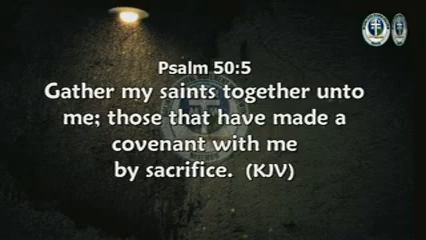 Psalm 50:5
Gather my saints together unto
me; those that have made a
covenant with me
by sacrifice. (KJV)